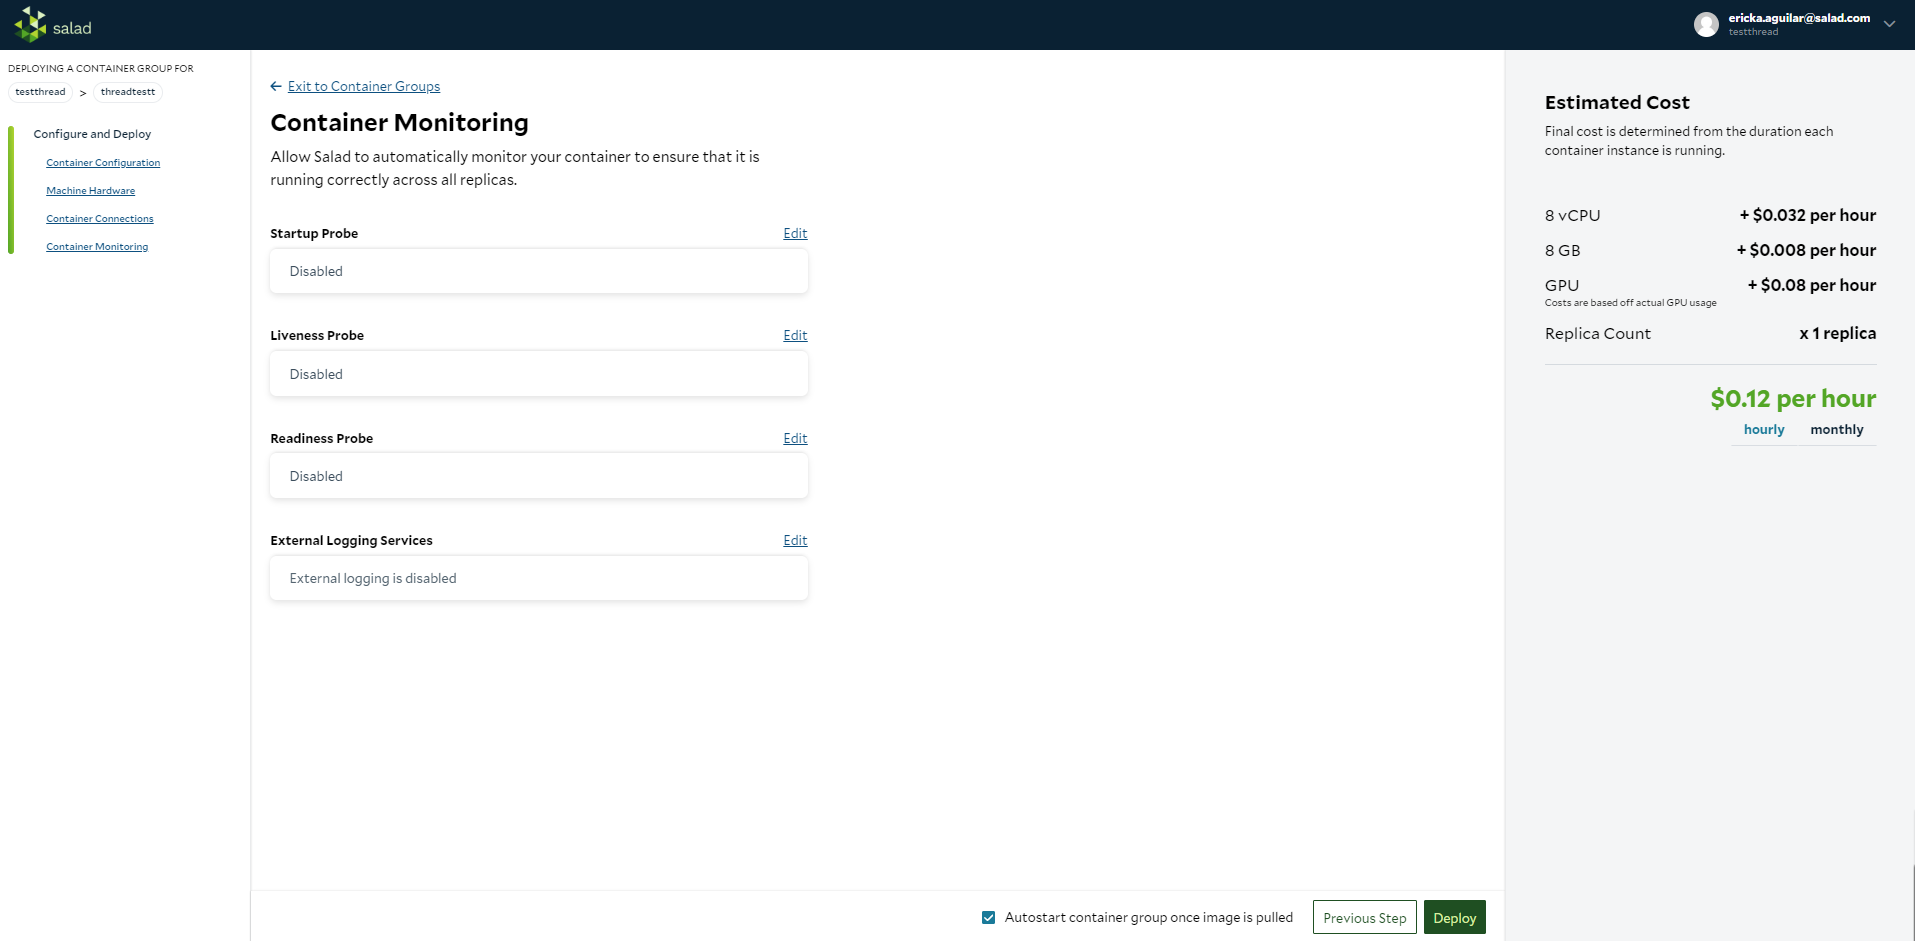 salad
ericka.aguilar@salad.com
testthread
DEPLOYING A CONTAINER GROUP FOR
testthread > threadtestt
Configure and Deploy
Container Configuration
Machine Hardware
Container Connections
Container Monitoring
← Exit to Container Groups
Container Monitoring
Allow Salad to automatically monitor your container to ensure that it is
running correctly across all replicas.
Startup Probe Edit
Disabled
Liveness Probe Edit
Disabled
Readiness Probe Edit
Disabled
External Logging Services Edit
External logging is disabled
Autostart container group once image is pulled
Previous Step
Deploy
Estimated Cost
Final cost is determined from the duration each
container instance is running.
8 vCPU + $0.032 per hour
8 GB + $0.008 per hour
GPU + $0.08 per hour
Costs are based off actual GPU usage
Replica Count x 1 replica
$0.12 per hour
hourly monthly